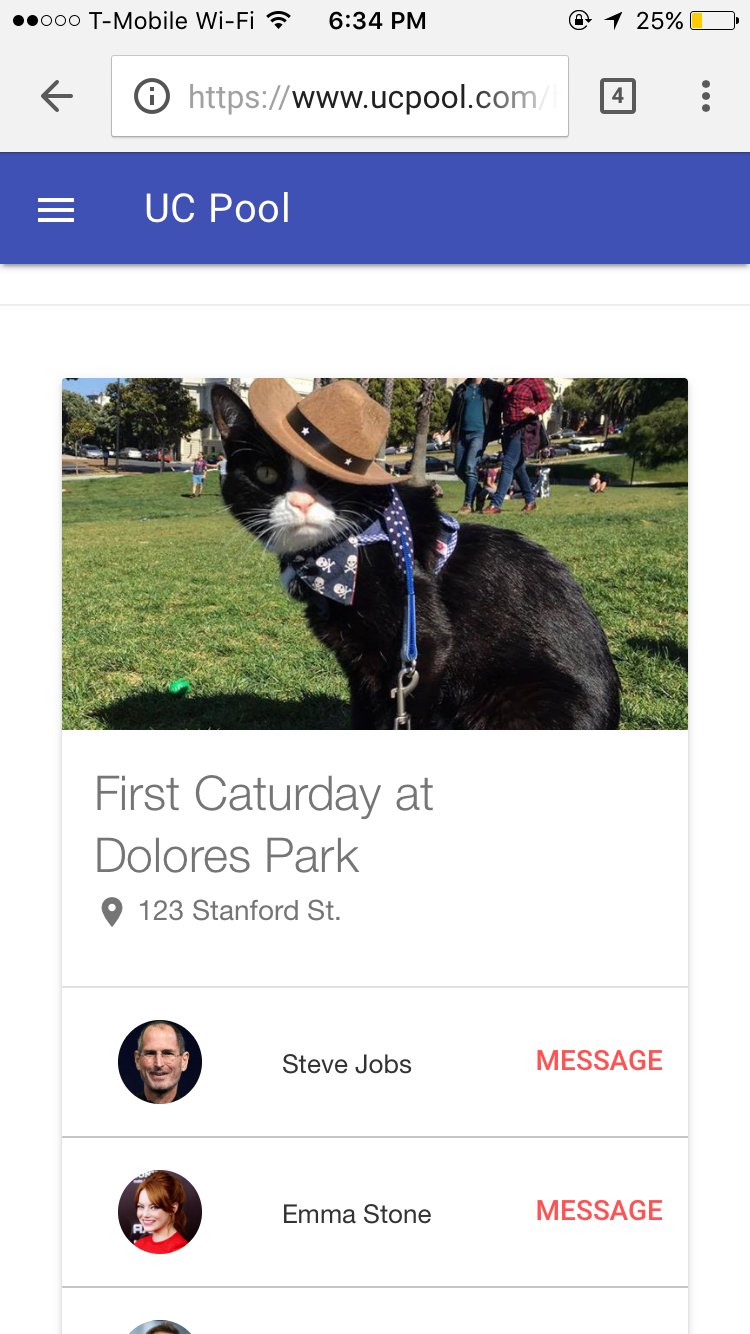 T-Mobile Wi-Fi 6:34 PM 25%
https://www.ucpool.com/
4
UC Pool
First Caturday at
Dolores Park
123 Stanford St.
Steve Jobs MESSAGE
Emma Stone MESSAGE